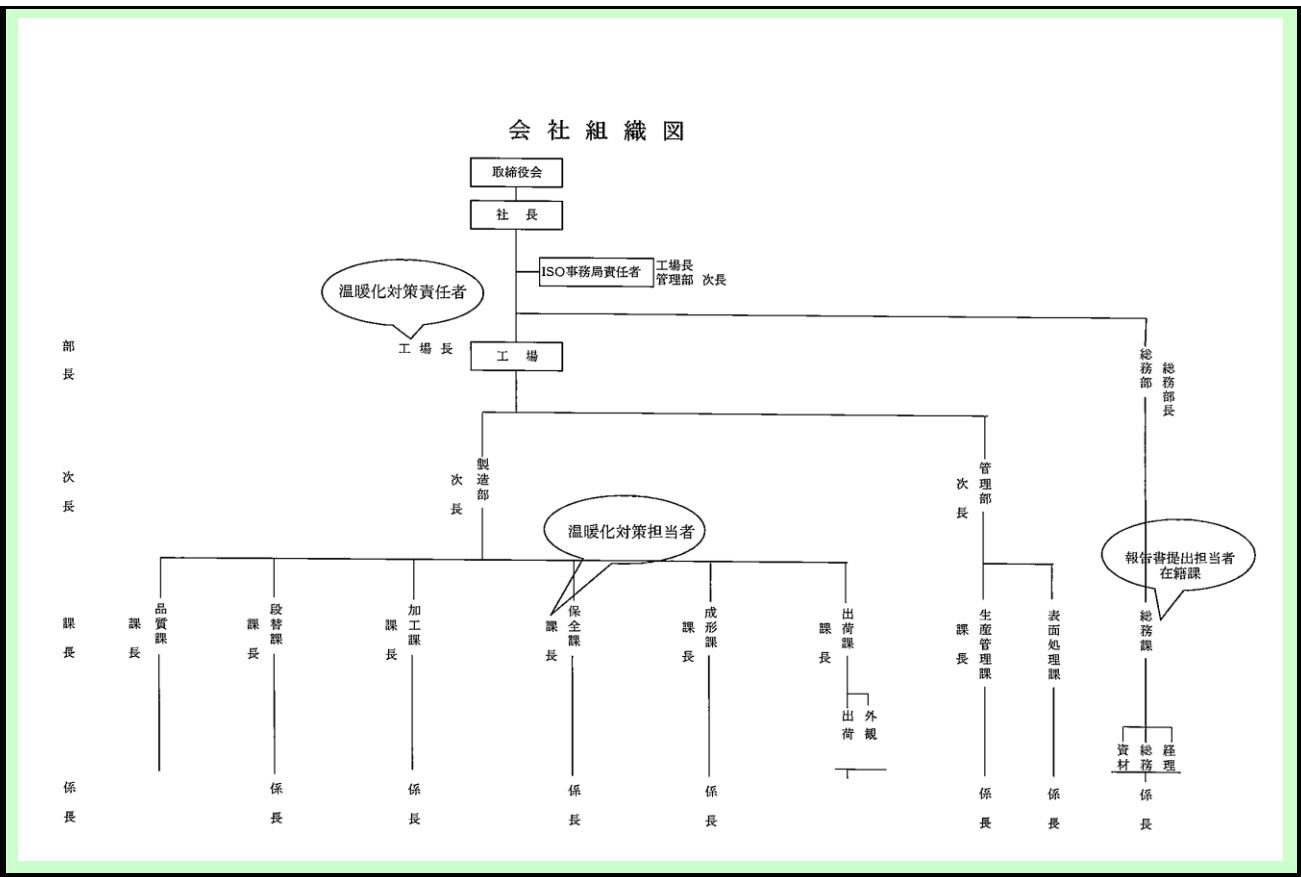 会社組織図
取締役会
社長
ISO事務局責任者
工場長
管理部 次長
温暖化対策責任者
工場長
工場
部長
総務部
総務部長
次長
次長
製造部
次長
管理部
温暖化対策担当者
報告書提出担当者
在籍課
課長
課長
品質課
課長
段替課
課長
加工課
課長
保全課
課長
成形課
課長
出荷課
課長
生産管理課
表面処理課
総務課
出荷
外観
資材
総務
経理
係長
係長
係長
係長
係長
係長
係長
係長